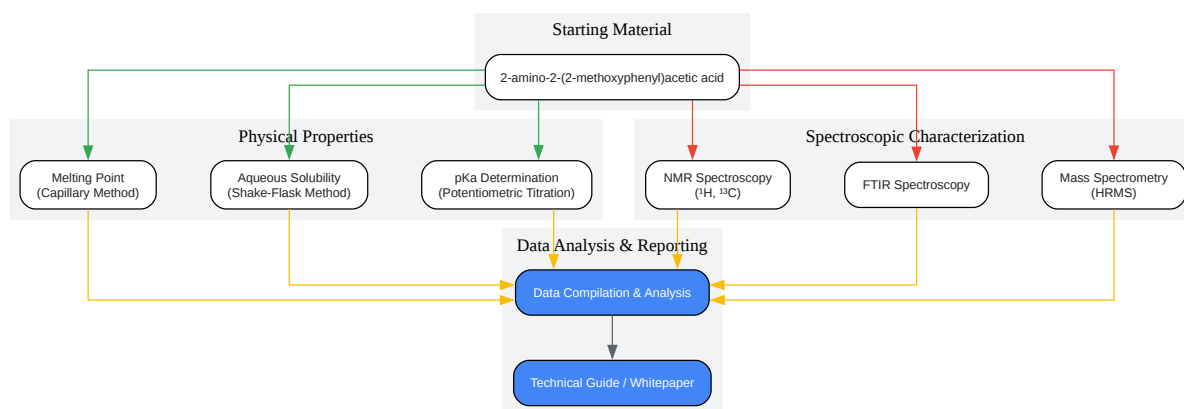 Starting Material
2-amino-2-(2-methoxyphenyl)acetic acid
Physical Properties
Spectroscopic Characterization
Melting Point
(Capillary Method)
Aqueous Solubility
(Shake-Flask Method)
pKa Determination
(Potentiometric Titration)
NMR Spectroscopy
(¹H, ¹³C)
FTIR Spectroscopy
Mass Spectrometry
(HRMS)
Data Analysis & Reporting
Data Compilation & Analysis
Technical Guide / Whitepaper